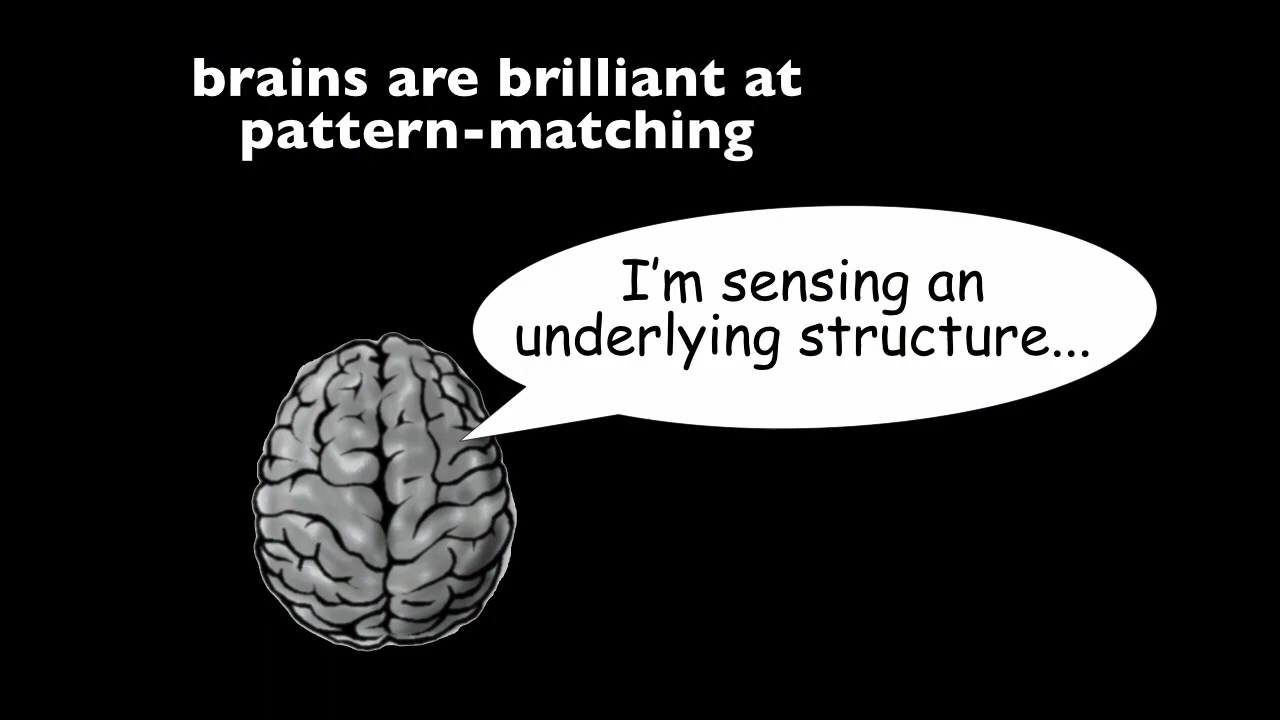 brains are brilliant at
pattern-matching
I'm sensing an
underlying structure...